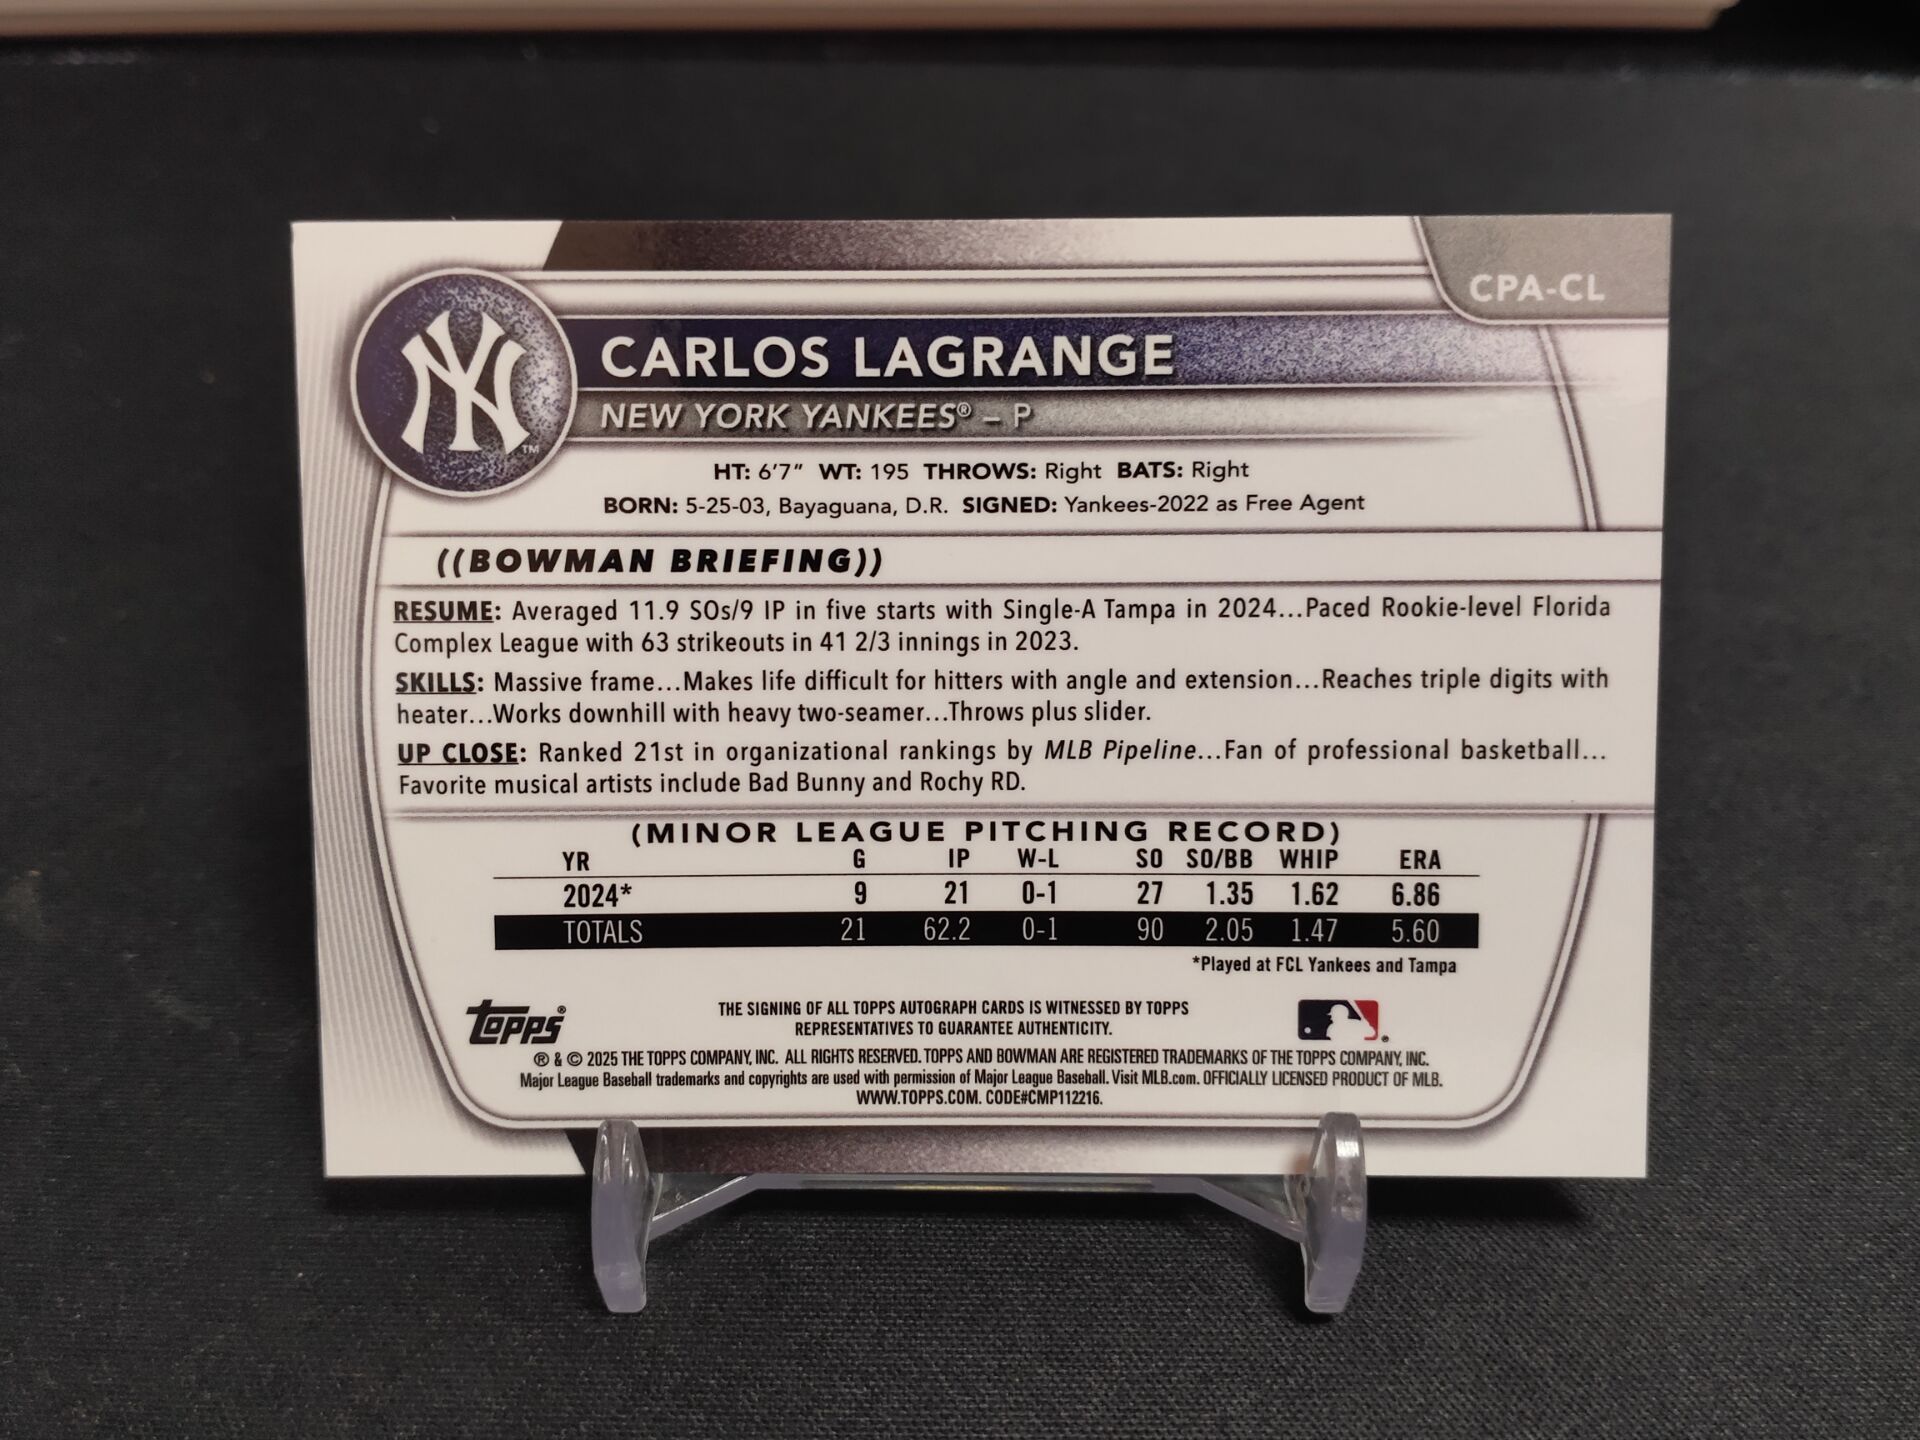 CPA-CL
NY
TM
CARLOS LAGRANGE
NEW YORK YANKEES® – P
HT: 6'7" WT: 195 THROWS: Right BATS: Right
BORN: 5-25-03, Bayaguana, D.R. SIGNED: Yankees-2022 as Free Agent
((BOWMAN BRIEFING))
RESUME: Averaged 11.9 SOs/9 IP in five starts with Single-A Tampa in 2024...Paced Rookie-level Florida
Complex League with 63 strikeouts in 41 2/3 innings in 2023.
SKILLS: Massive frame...Makes life difficult for hitters with angle and extension...Reaches triple digits with
heater...Works downhill with heavy two-seamer...Throws plus slider.
UP CLOSE: Ranked 21st in organizational rankings by MLB Pipeline...Fan of professional basketball...
Favorite musical artists include Bad Bunny and Rochy RD.
(MINOR LEAGUE PITCHING RECORD)
YR G IP W-L SO SO/BB WHIP ERA
2024* 9 21 0-1 27 1.35 1.62 6.86
TOTALS 21 62.2 0-1 90 2.05 1.47 5.60
*Played at FCL Yankees and Tampa
topps®
THE SIGNING OF ALL TOPPS AUTOGRAPH CARDS IS WITNESSED BY TOPPS
REPRESENTATIVES TO GUARANTEE AUTHENTICITY.
® & © 2025 THE TOPPS COMPANY, INC. ALL RIGHTS RESERVED. TOPPS AND BOWMAN ARE REGISTERED TRADEMARKS OF THE TOPPS COMPANY, INC.
Major League Baseball trademarks and copyrights are used with permission of Major League Baseball. Visit MLB.com. OFFICIALLY LICENSED PRODUCT OF MLB.
WWW.TOPPS.COM. CODE#CMP112216.